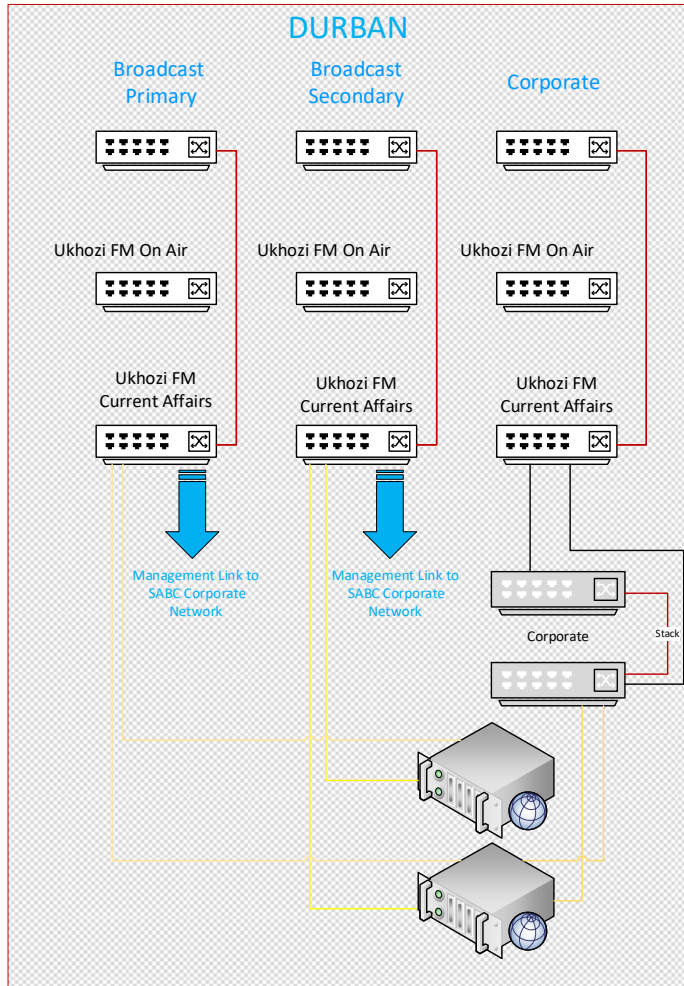 DURBAN
Broadcast
Primary
Broadcast
Secondary
Corporate
Ukhozi FM On Air
Ukhozi FM On Air
Ukhozi FM On Air
Ukhozi FM
Current Affairs
Ukhozi FM
Current Affairs
Ukhozi FM
Current Affairs
Management Link to
SABC Corporate
Network
Management Link to
SABC Corporate
Network
Corporate
Stack